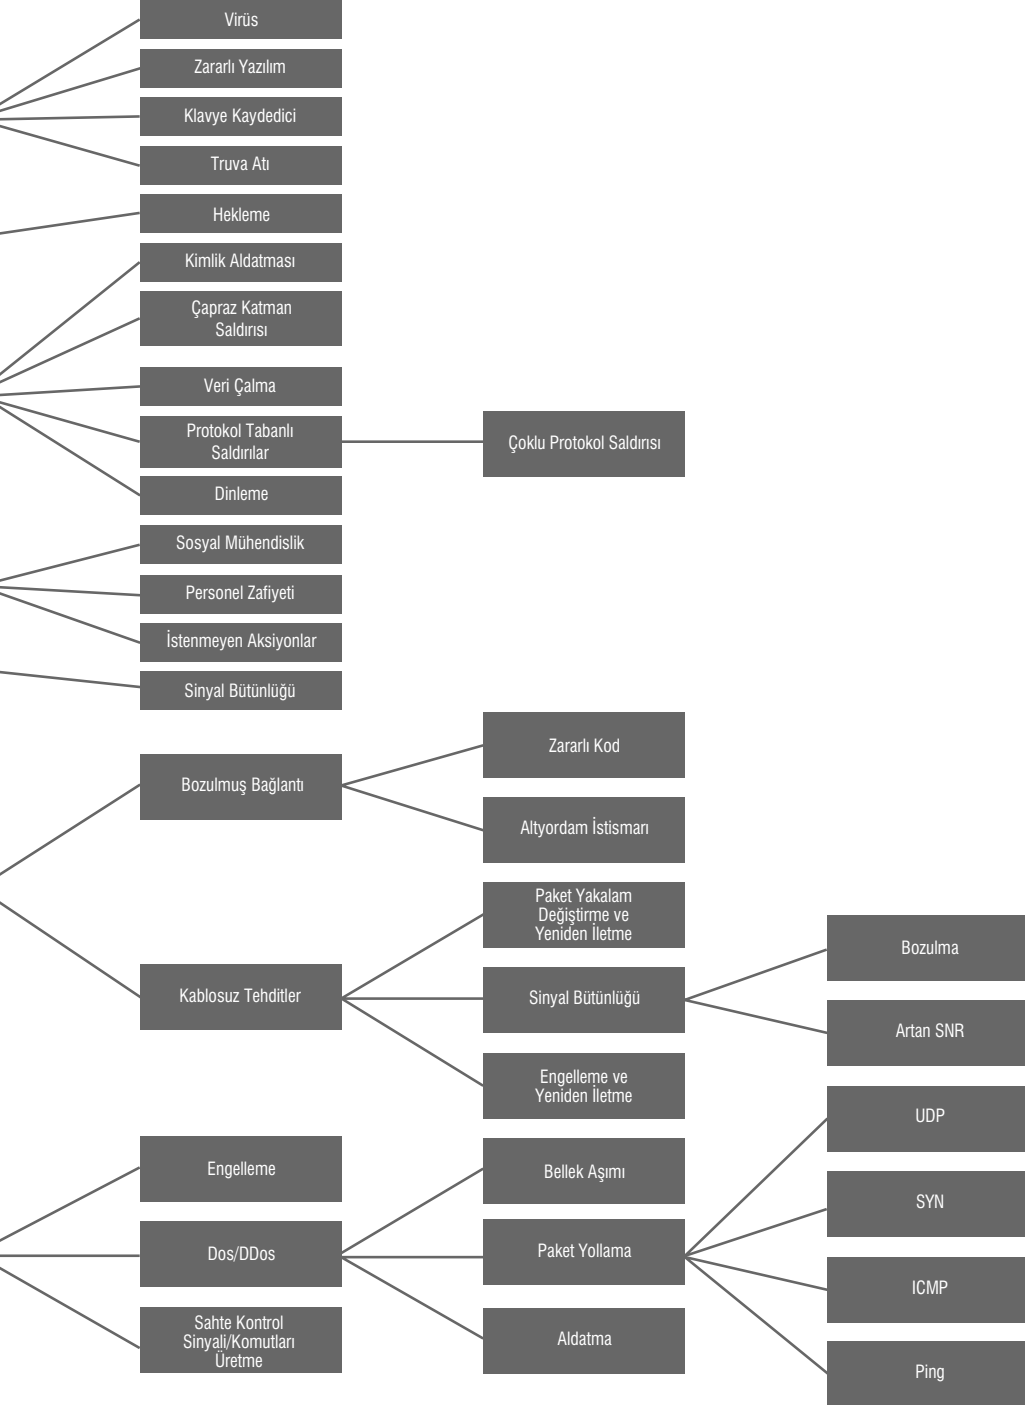 Virüs
Zararlı Yazılım
Klavye Kaydedici
Truva Atı
Hekleme
Kimlik Aldatması
Çapraz Katman
Saldırısı
Veri Çalma
Protokol Tabanlı
Saldırılar
Çoklu Protokol Saldırısı
Dinleme
Sosyal Mühendislik
Personel Zafiyeti
İstenmeyen Aksiyonlar
Sinyal Bütünlüğü
Bozulmuş Bağlantı
Zararlı Kod
Altyordam İstismarı
Kablosuz Tehditler
Paket Yakalam
Değiştirme ve
Yeniden İletme
Sinyal Bütünlüğü
Bozulma
Artan SNR
Engelleme ve
Yeniden İletme
Engelleme
Dos/DDos
Bellek Aşımı
Paket Yollama
UDP
SYN
ICMP
Ping
Aldatma
Sahte Kontrol
Sinyali/Komutları
Üretme